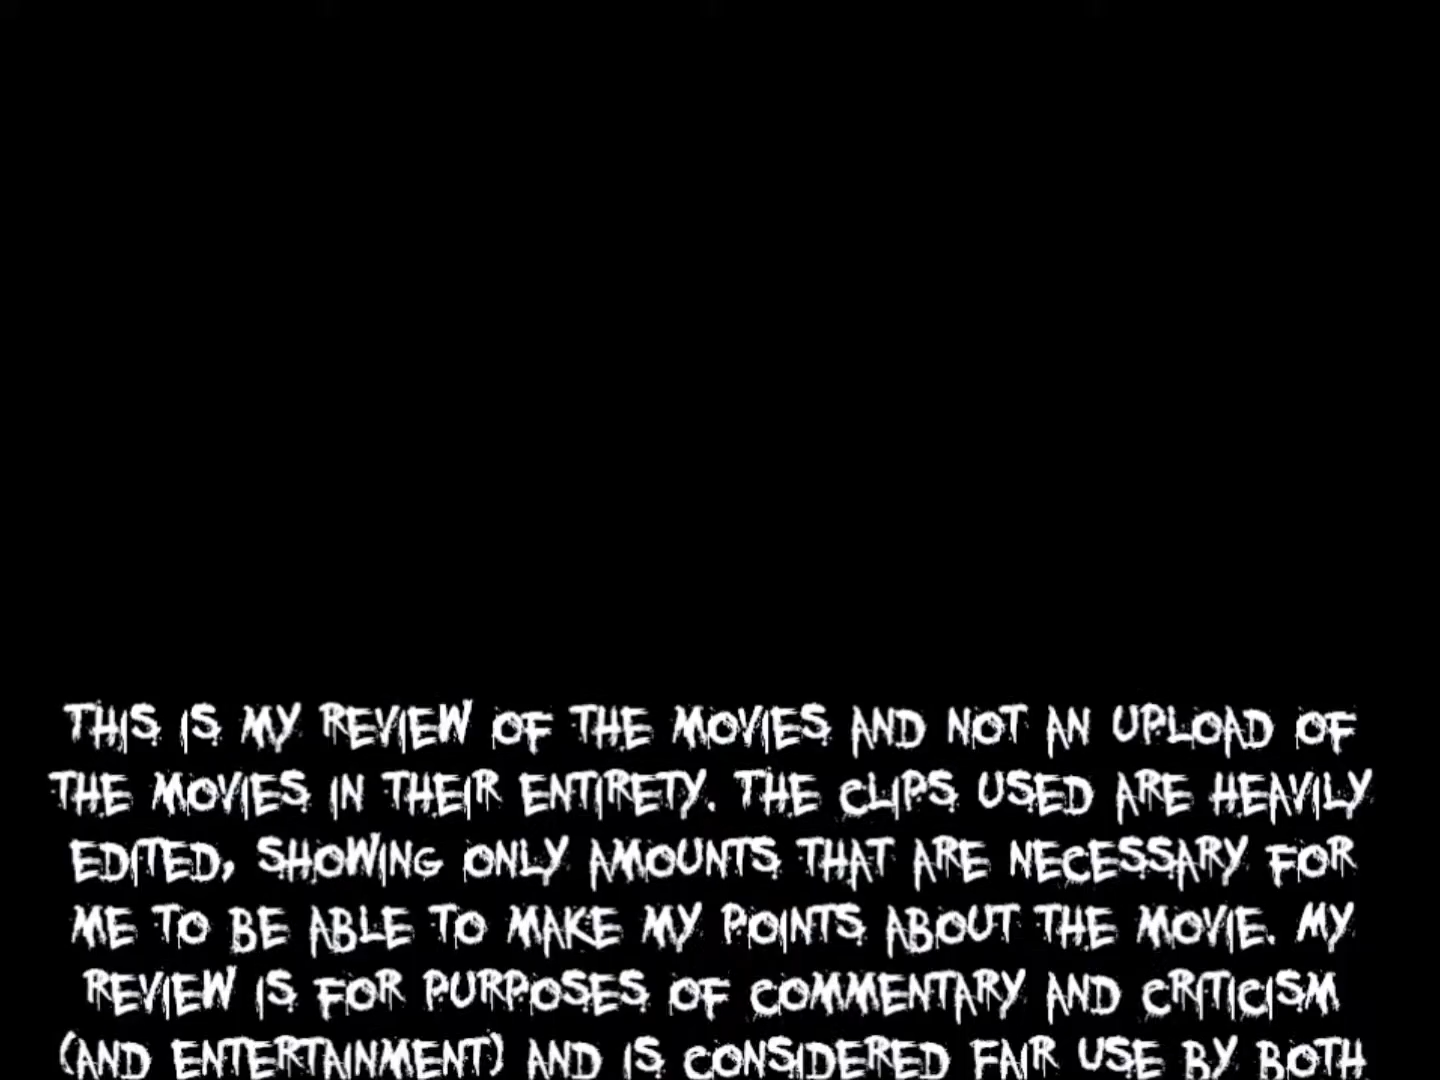 THIS IS MY REVIEW OF THE MOVIES AND NOT AN UPLOAD OF
THE MOVIES IN THEIR ENTIRETY. THE CLIPS USED ARE HEAVILY
EDITED, SHOWING ONLY AMOUNTS THAT ARE NECESSARY FOR
ME TO BE ABLE TO MAKE MY POINTS ABOUT THE MOVIE. MY
REVIEW IS FOR PURPOSES OF COMMENTARY AND CRITICISM
(AND ENTERTAINMENT) AND IS CONSIDERED FAIR USE BY BOTH